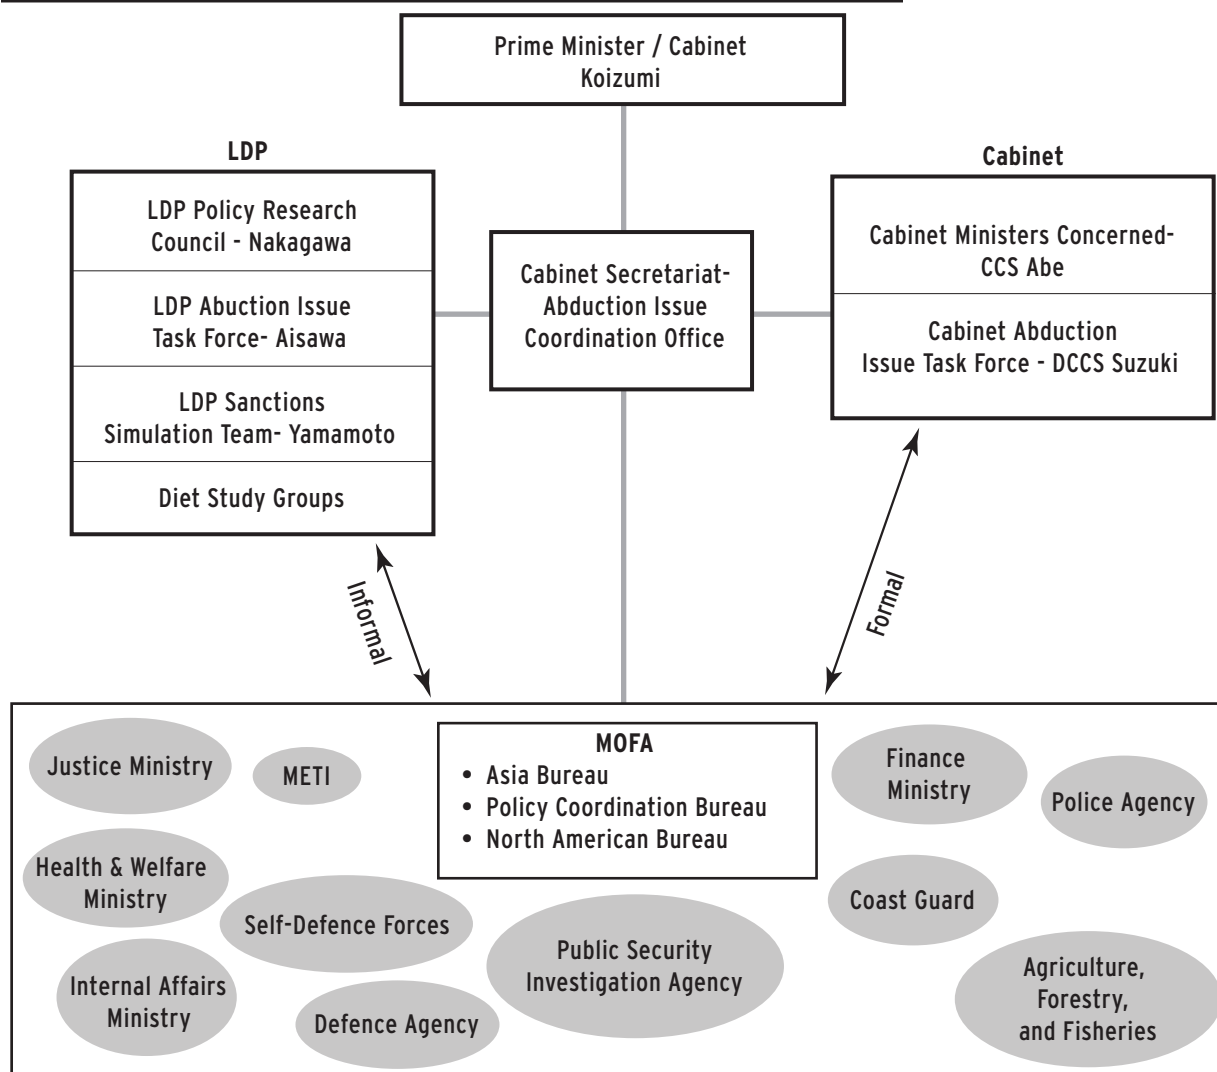 Prime Minister / Cabinet
Koizumi
LDP
LDP Policy Research
Council - Nakagawa
LDP Abuction Issue
Task Force- Aisawa
LDP Sanctions
Simulation Team- Yamamoto
Diet Study Groups
Cabinet Secretariat-
Abduction Issue
Coordination Office
Cabinet
Cabinet Ministers Concerned-
CCS Abe
Cabinet Abduction
Issue Task Force - DCCS Suzuki
Informal
Formal
Justice Ministry
METI
Health & Welfare
Ministry
Self-Defence Forces
Internal Affairs
Ministry
Defence Agency
MOFA
• Asia Bureau
• Policy Coordination Bureau
• North American Bureau
Public Security
Investigation Agency
Finance
Ministry
Police Agency
Coast Guard
Agriculture,
Forestry,
and Fisheries